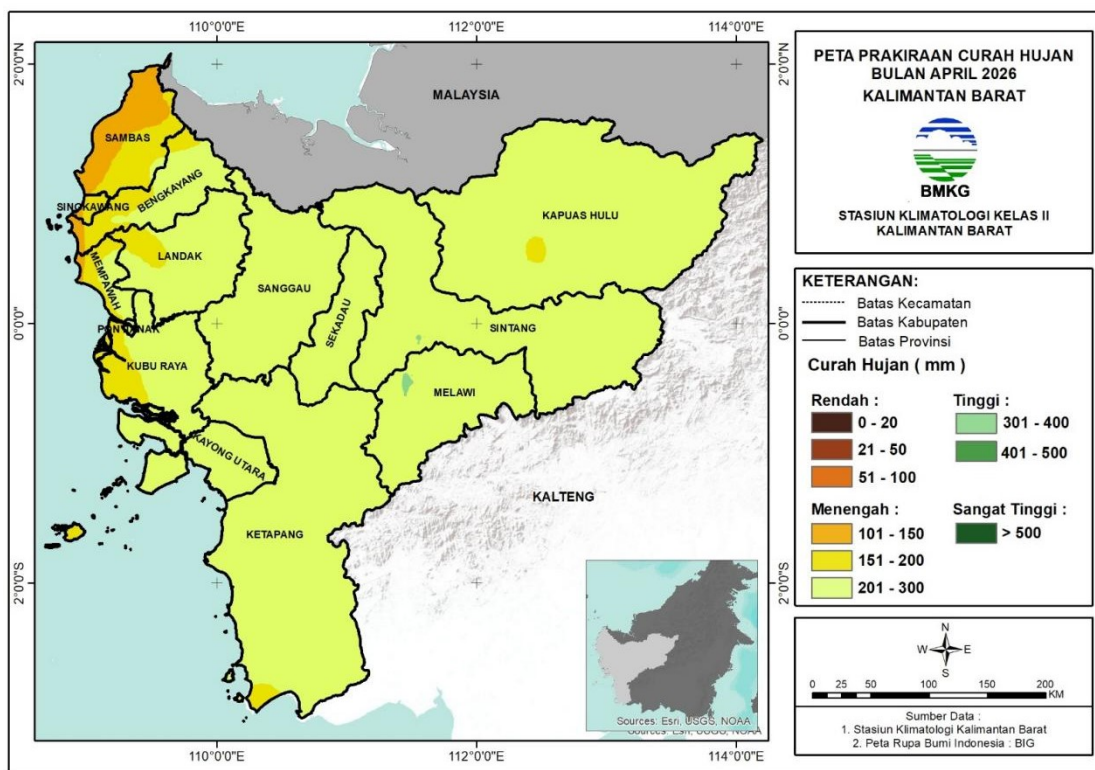 110°0'0"E
112°0'0"E
114°0'0"E
2°0'0"N
2°0'0"N
0°0'0"
0°0'0"
2°0'0"S
2°0'0"S
110°0'0"E
112°0'0"E
114°0'0"E
MALAYSIA
SAMBAS
SINGKAWANG
BENGKAYANG
KAPUAS HULU
LANDAK
MEMPAWAH
SANGGAU
SEKADAU
SINTANG
PONTIANAK
KUBU RAYA
MELAWI
KAYONG UTARA
KETAPANG
KALTENG
Sources: Esri, USGS, NOAA
Sources: Esri, USGS, NOAA
PETA PRAKIRAAN CURAH HUJAN
BULAN APRIL 2026
KALIMANTAN BARAT
BMKG
STASIUN KLIMATOLOGI KELAS II
KALIMANTAN BARAT
KETERANGAN:
Batas Kecamatan
Batas Kabupaten
Batas Provinsi
Curah Hujan ( mm )
Rendah :
0 - 20
21 - 50
51 - 100
Tinggi :
301 - 400
401 - 500
Menengah :
101 - 150
151 - 200
201 - 300
Sangat Tinggi :
> 500
N
W E
S
0 25 50 100 150 200
KM
Sumber Data :
1. Stasiun Klimatologi Kalimantan Barat
2. Peta Rupa Bumi Indonesia : BIG